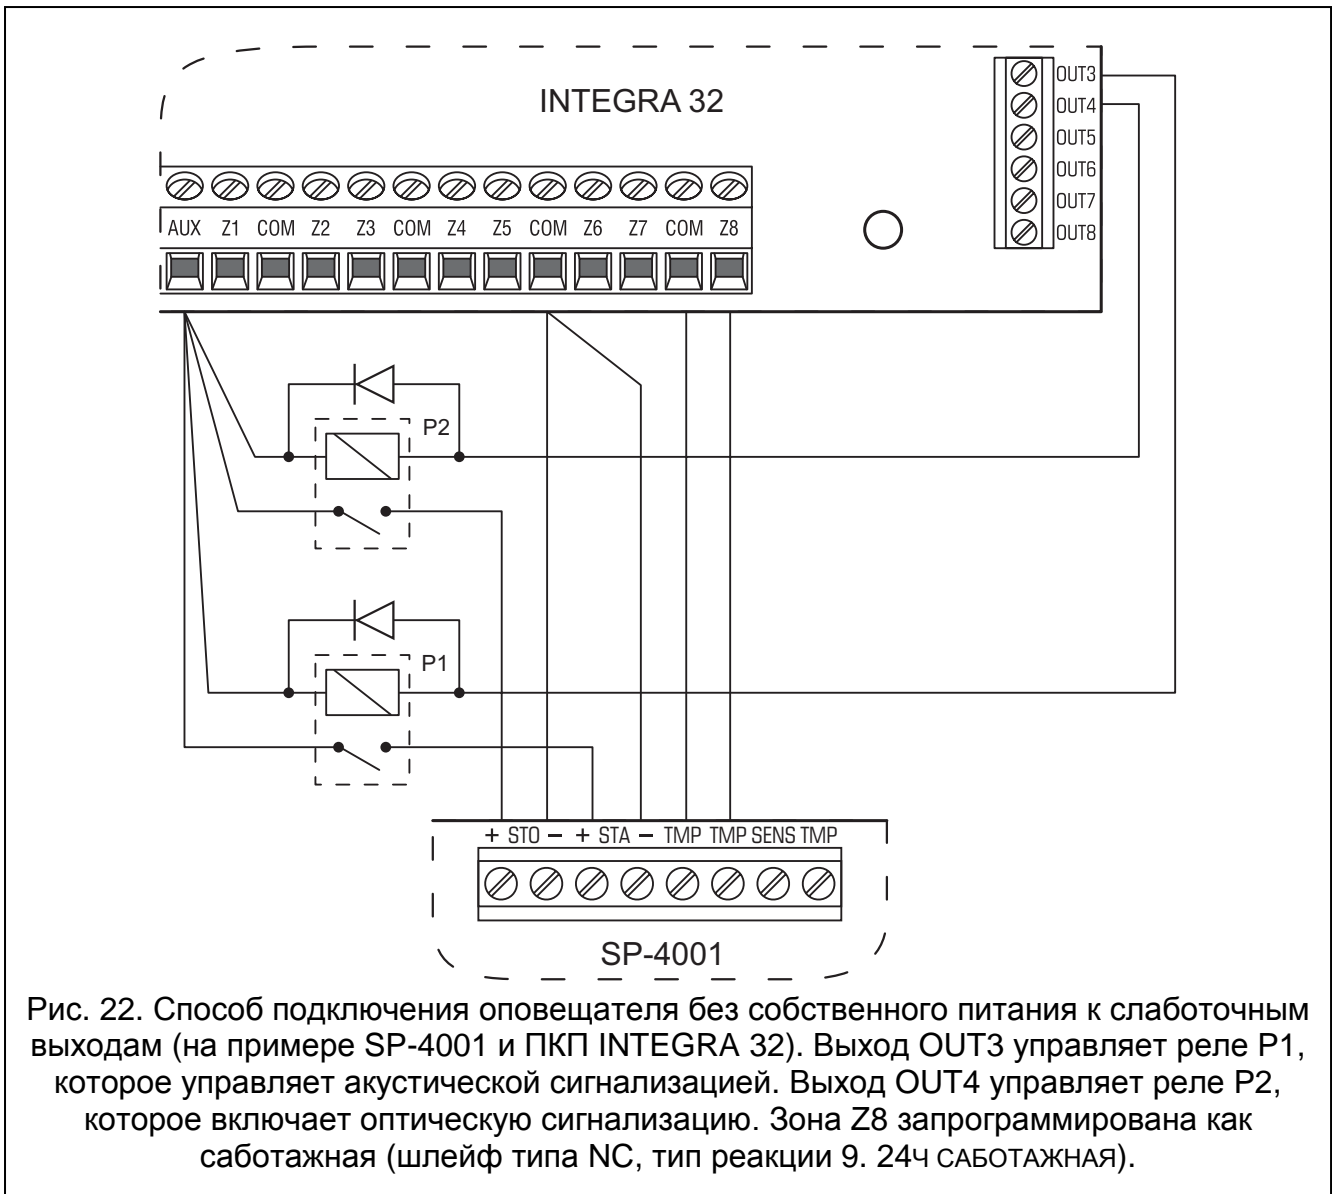 INTEGRA 32
OUT3
OUT4
OUT5
OUT6
OUT7
OUT8
AUX Z1 COM Z2 Z3 COM Z4 Z5 COM Z6 Z7 COM Z8
P2
P1
+ STO − + STA − TMP TMP SENS TMP
SP-4001
Рис. 22. Способ подключения оповещателя без собственного питания к слаботочным
выходам (на примере SP-4001 и ПКП INTEGRA 32). Выход OUT3 управляет реле P1,
которое управляет акустической сигнализацией. Выход OUT4 управляет реле P2,
которое включает оптическую сигнализацию. Зона Z8 запрограммирована как
саботажная (шлейф типа NC, тип реакции 9. 24Ч САБОТАЖНАЯ).